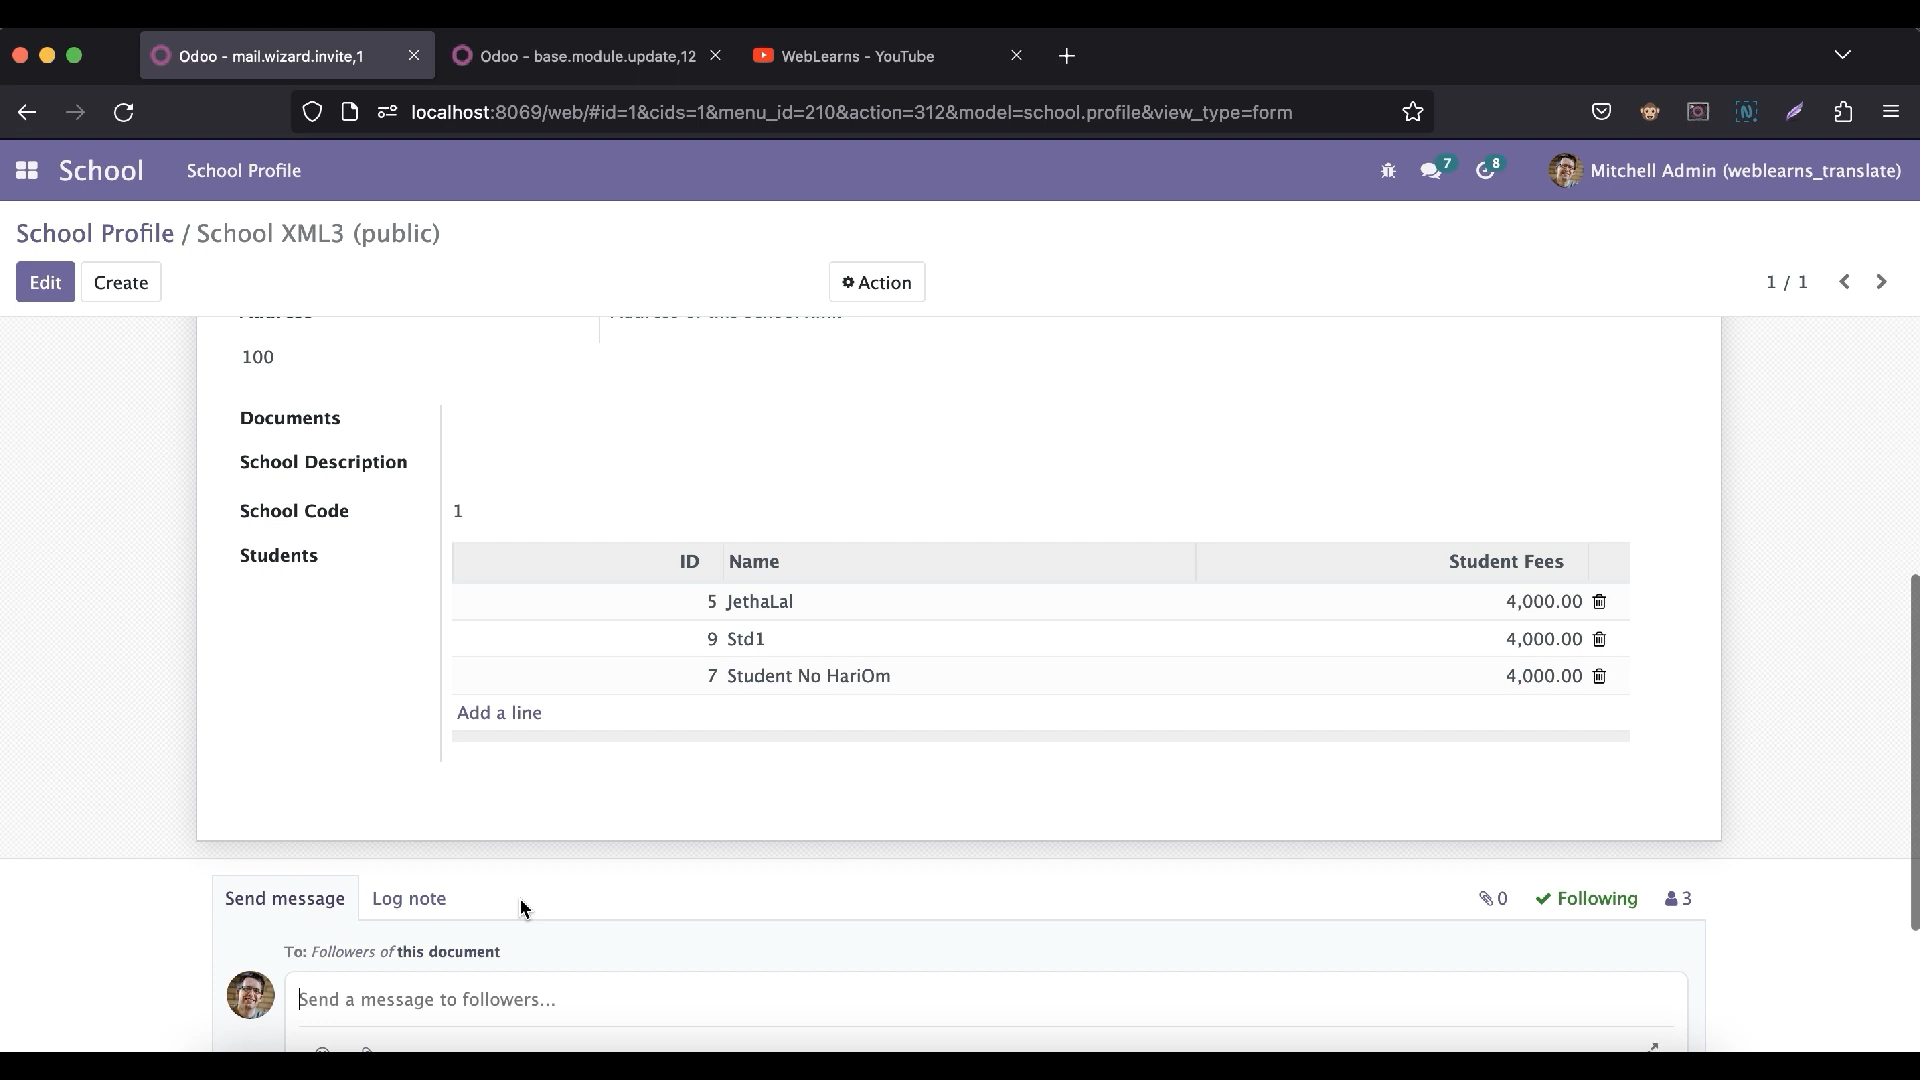 Odoo - mail.wizard.invite,1
Odoo - base.module.update,12
WebLearns - YouTube
localhost:8069/web/#id=1&cids=1&menu_id=210&action=312&model=school.profile&view_type=form
School
School Profile
7
8
Mitchell Admin (weblearns_translate)
School Profile / School XML3 (public)
Edit
Create
Action
1 / 1
100
Documents
School Description
School Code
1
Students
ID
Name
Student Fees
5 JethaLal 4,000.00
9 Std1 4,000.00
7 Student No HariOm 4,000.00
Add a line
Send message
Log note
0
Following
3
To: Followers of this document
Send a message to followers...